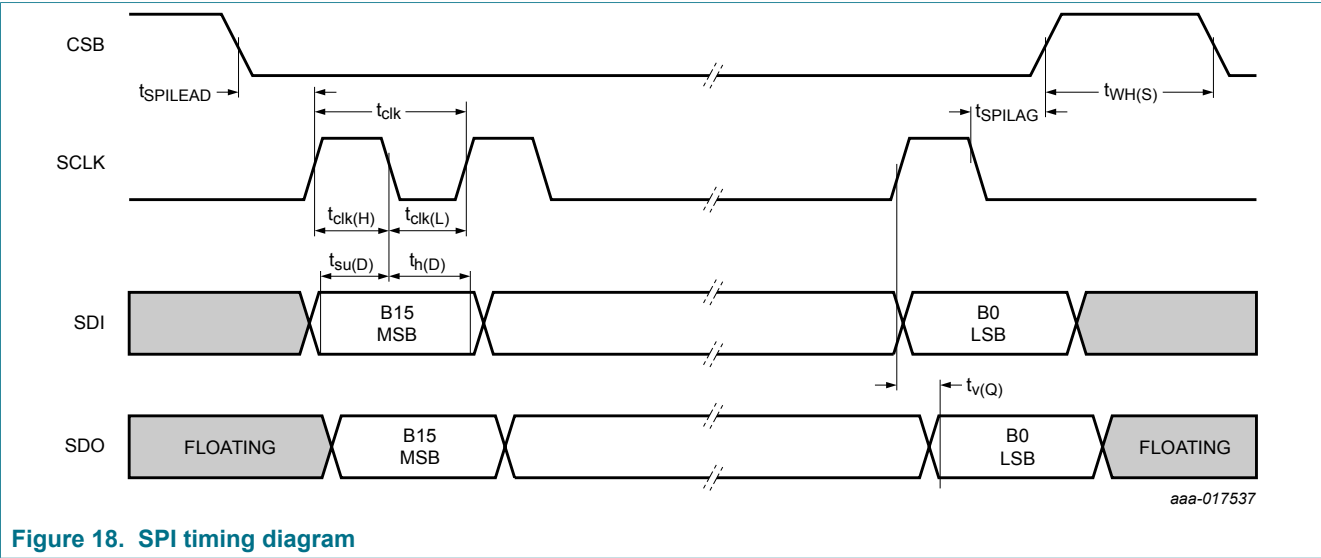 CSB
tSPILEAD
tclk
tSPILAG
tWH(S)
SCLK
tclk(H)
tclk(L)
tsu(D)
th(D)
SDI
B15
MSB
B0
LSB
tv(Q)
SDO
FLOATING
B15
MSB
B0
LSB
FLOATING
aaa-017537
Figure 18. SPI timing diagram